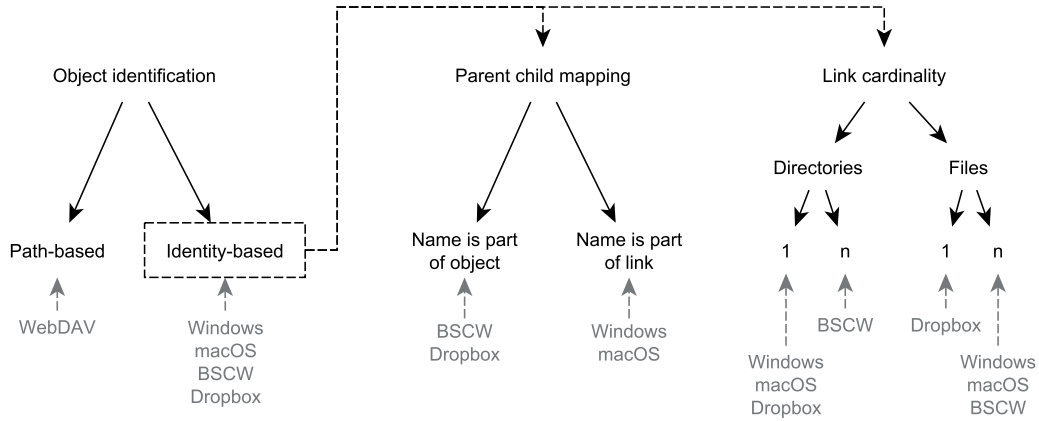 Object identification
Parent child mapping
Link cardinality
Directories
Files
Path-based
Identity-based
Name is part
of object
Name is part
of link
1
n
1
n
WebDAV
Windows
macOS
BSCW
Dropbox
BSCW
Dropbox
Windows
macOS
BSCW
Dropbox
Windows
macOS
Dropbox
Windows
macOS
BSCW